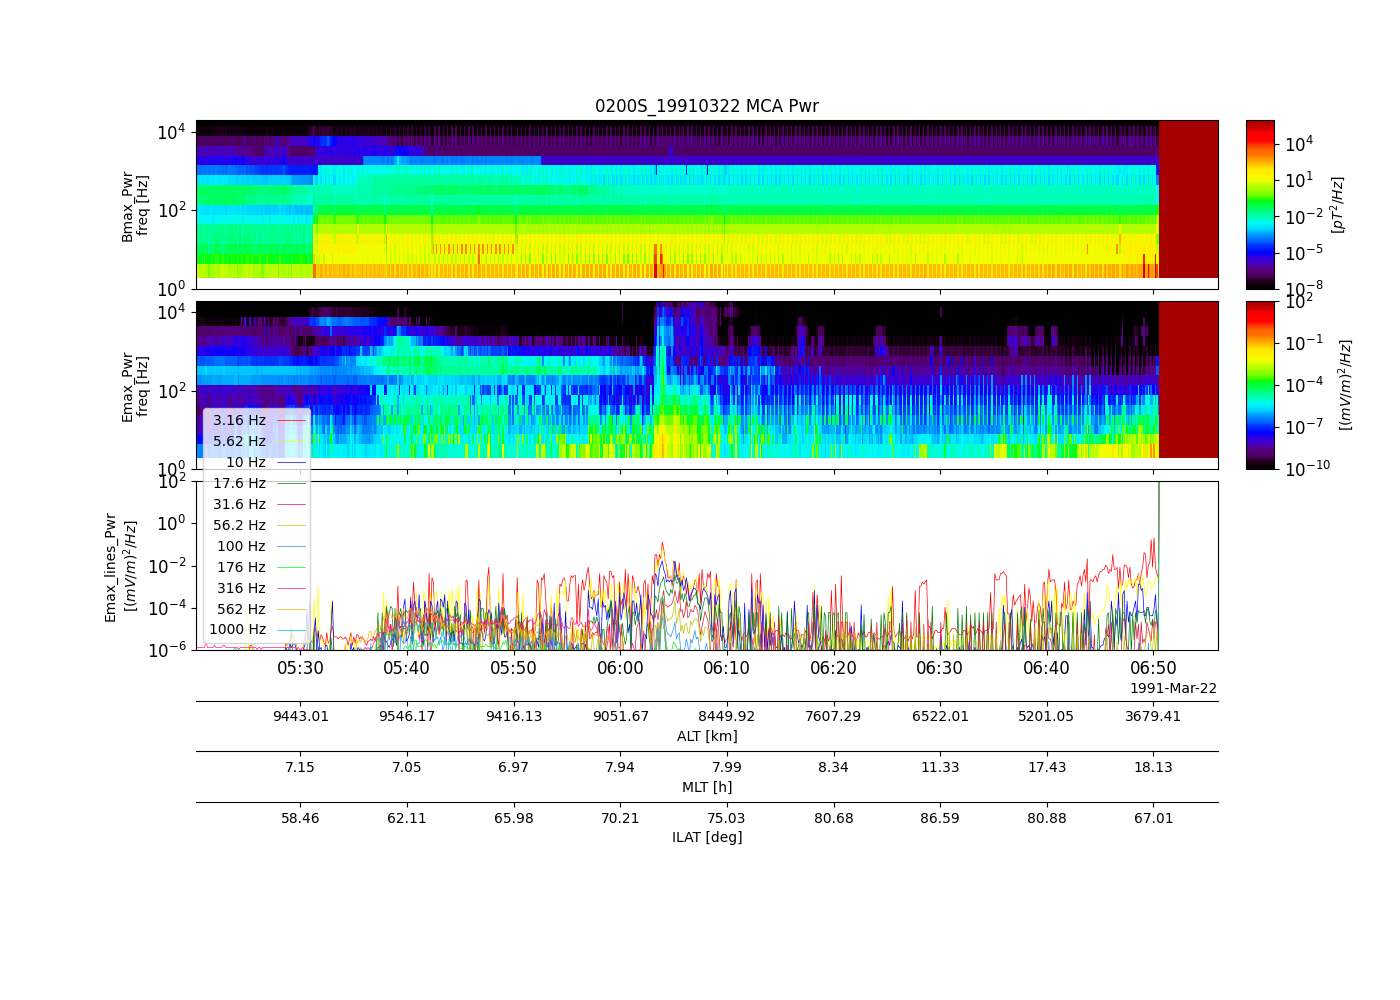 0200S_19910322 MCA Pwr
10^4
10^2
10^0
Bmax_Pwr
freq [Hz]
10^4
10^1
10^-2
10^-5
10^-8
[pT^2/Hz]
10^4
10^2
10^0
Emax_Pwr
freq [Hz]
10^2
10^-1
10^-4
10^-7
10^-10
[(mV/m)^2/Hz]
3.16 Hz
5.62 Hz
10 Hz
17.6 Hz
31.6 Hz
56.2 Hz
100 Hz
176 Hz
316 Hz
562 Hz
1000 Hz
10^2
10^0
10^-2
10^-4
10^-6
Emax_lines_Pwr
[(mV/m)^2/Hz]
05:30 05:40 05:50 06:00 06:10 06:20 06:30 06:40 06:50
1991-Mar-22
9443.01 9546.17 9416.13 9051.67 8449.92 7607.29 6522.01 5201.05 3679.41
ALT [km]
7.15 7.05 6.97 7.94 7.99 8.34 11.33 17.43 18.13
MLT [h]
58.46 62.11 65.98 70.21 75.03 80.68 86.59 80.88 67.01
ILAT [deg]